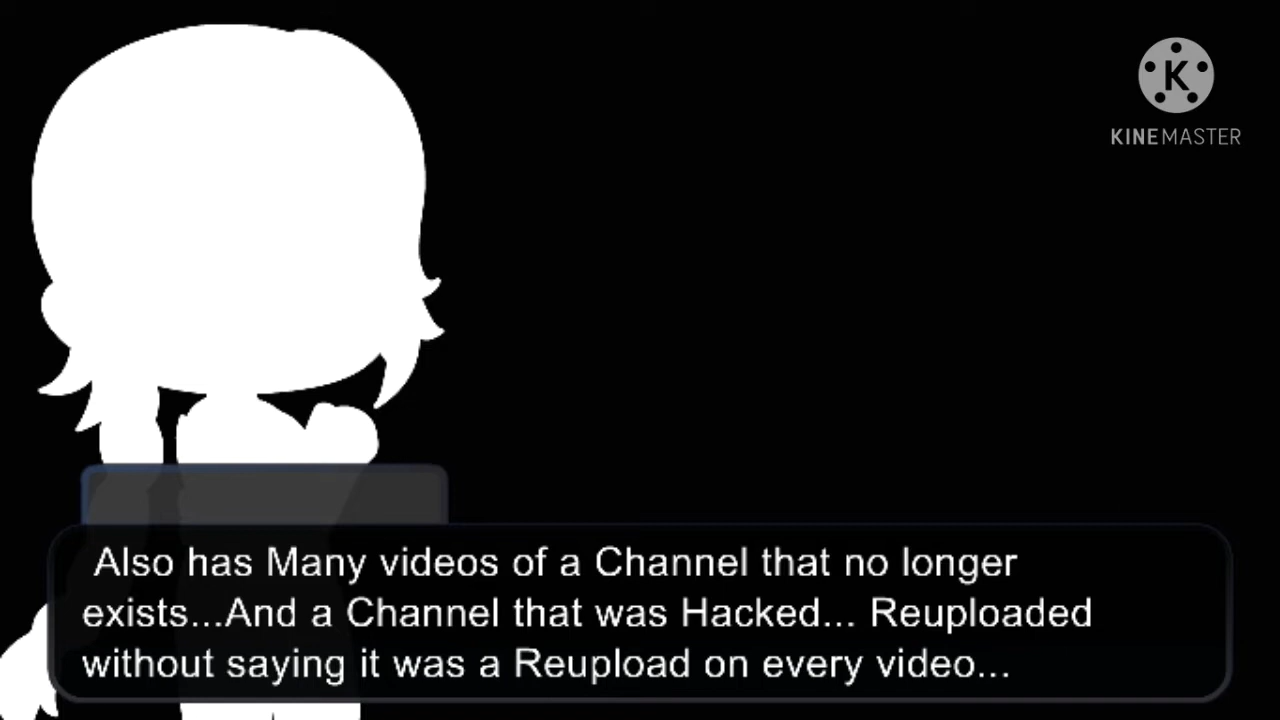 KINEMASTER
Also has Many videos of a Channel that no longer
exists...And a Channel that was Hacked... Reuploaded
without saying it was a Reupload on every video...